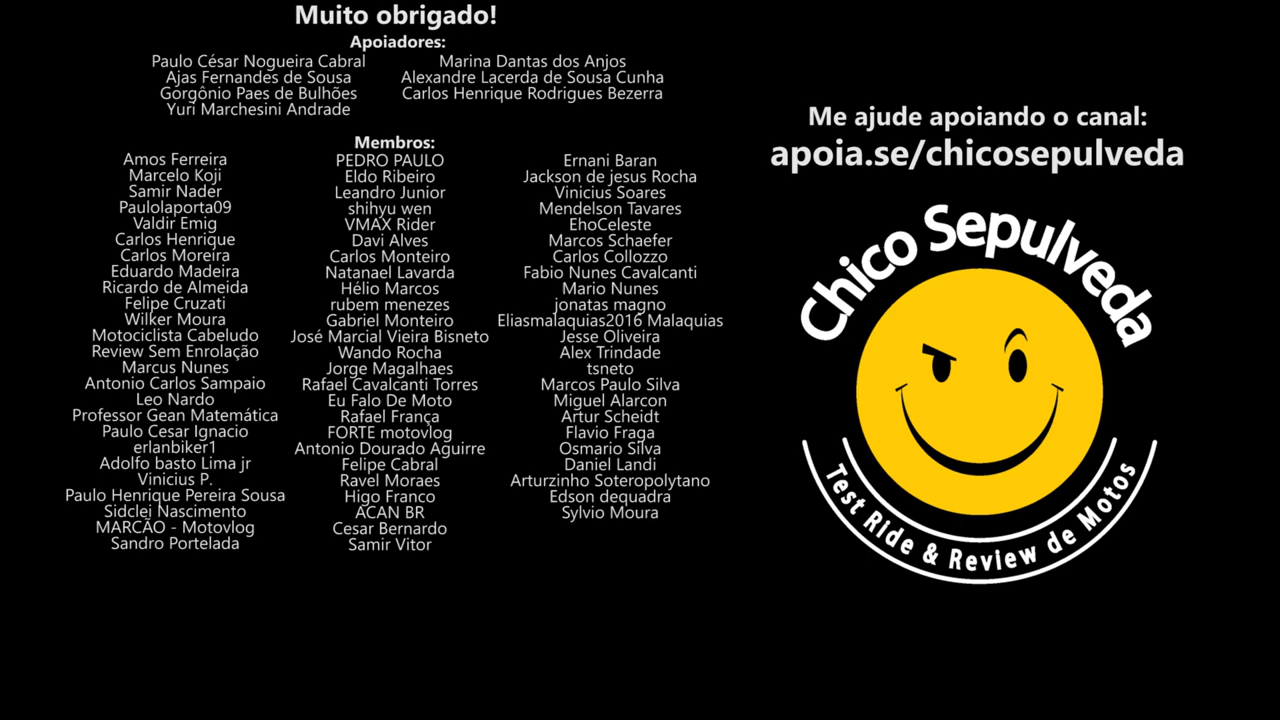 Muito obrigado!
Apoiadores:
Paulo César Nogueira Cabral
Ajas Fernandes de Sousa
Gorgônio Paes de Bulhões
Yuri Marchesini Andrade
Marina Dantas dos Anjos
Alexandre Lacerda de Sousa Cunha
Carlos Henrique Rodrigues Bezerra
Membros:
Amos Ferreira
Marcelo Koji
Samir Nader
Paulolaporta09
Valdir Emig
Carlos Henrique
Carlos Moreira
Eduardo Madeira
Ricardo de Almeida
Felipe Cruzati
Wilker Moura
Motociclista Cabeludo
Review Sem Enrolação
Marcus Nunes
Antonio Carlos Sampaio
Leo Nardo
Professor Gean Matemática
Paulo Cesar Ignacio
erlanbiker1
Adolfo basto Lima jr
Vinicius P.
Paulo Henrique Pereira Sousa
Sidclei Nascimento
MARCÃO - Motovlog
Sandro Portelada
PEDRO PAULO
Eldo Ribeiro
Leandro Junior
shihyu wen
VMAX Rider
Davi Alves
Carlos Monteiro
Natanael Lavarda
Hélio Marcos
rubem menezes
Gabriel Monteiro
José Marcial Vieira Bisneto
Wando Rocha
Jorge Magalhaes
Rafael Cavalcanti Torres
Eu Falo De Moto
Rafael França
FORTE motovlog
Antonio Dourado Aguirre
Felipe Cabral
Ravel Moraes
Higo Franco
ACAN BR
Cesar Bernardo
Samir Vitor
Ernani Baran
Jackson de jesus Rocha
Vinicius Soares
Mendelson Tavares
EhoCeleste
Marcos Schaefer
Carlos Collozzo
Fabio Nunes Cavalcanti
Mario Nunes
jonatas magno
Eliasmalaquias2016 Malaquias
Jesse Oliveira
Alex Trindade
tsneto
Marcos Paulo Silva
Miguel Alarcon
Artur Scheidt
Flavio Fraga
Osmario Silva
Daniel Landi
Arturzinho Soteropolytano
Edson dequadra
Sylvio Moura
Me ajude apoiando o canal:
apoia.se/chicosepulveda
Chico Sepulveda
Test Ride & Review de Motos